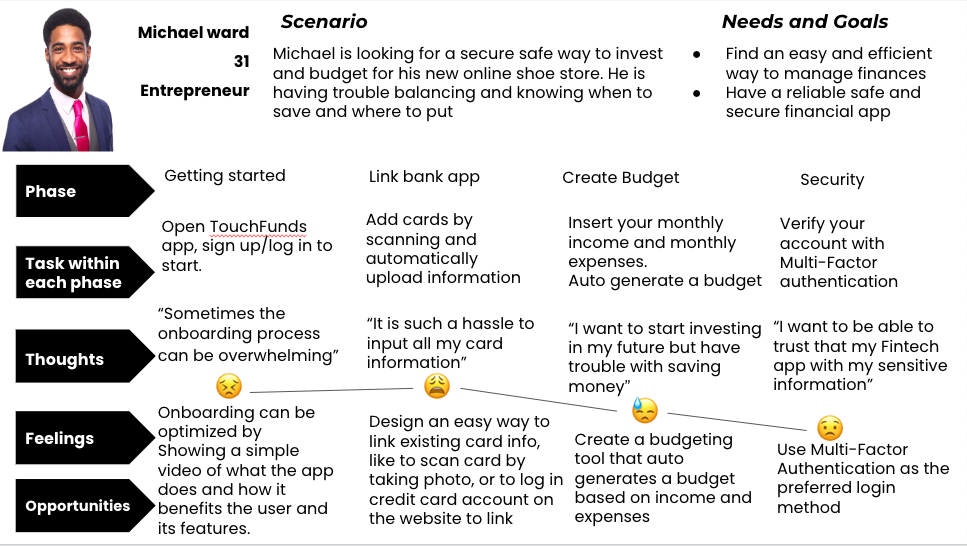 Michael ward
31
Entrepreneur
Scenario
Michael is looking for a secure safe way to invest
and budget for his new online shoe store. He is
having trouble balancing and knowing when to
save and where to put
Needs and Goals
● Find an easy and efficient
way to manage finances
● Have a reliable safe and
secure financial app
Phase
Getting started
Link bank app
Create Budget
Security
Task within
each phase
Open TouchFunds
app, sign up/log in to
start.
Add cards by
scanning and
automatically
upload information
Insert your monthly
income and monthly
expenses.
Auto generate a budget
Verify your
account with
Multi-Factor
authentication
Thoughts
“Sometimes the
onboarding process
can be overwhelming”
“It is such a hassle to
input all my card
information”
“I want to start investing
in my future but have
trouble with saving
money”
“I want to be able to
trust that my Fintech
app with my sensitive
information”
Feelings
Opportunities
Onboarding can be
optimized by
Showing a simple
video of what the app
does and how it
benefits the user and
its features.
Design an easy way to
link existing card info,
like to scan card by
taking photo, or to log in
credit card account on
the website to link
Create a budgeting
tool that auto
generates a budget
based on income and
expenses
Use Multi-Factor
Authentication as the
preferred login
method